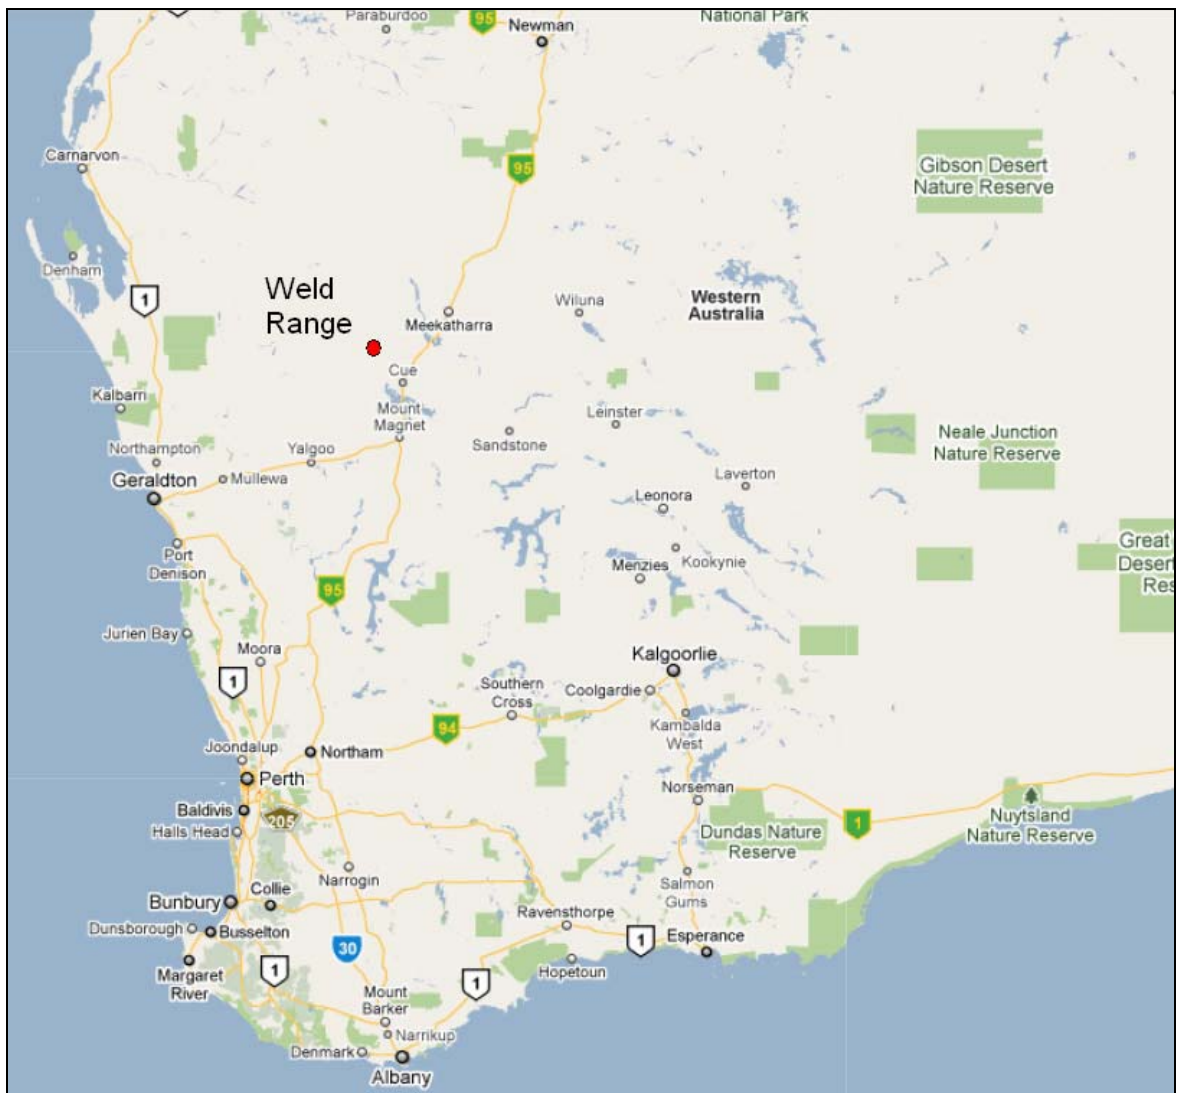 Paraburdoo
95
Newman
National Park
95
Carnarvon
Gibson Desert
Nature Reserve
Denham
1
Weld
Range
Meekatharra
Wiluna
Western
Australia
Cue
Kalbarri
Mount
Magnet
Leinster
Sandstone
Neale Junction
Nature Reserve
Northampton
Yalgoo
Geraldton
Mullewa
Laverton
Leonora
Port
Denison
Menzies
Kookynie
Great
Desert
Res
95
Jurien Bay
Moora
Kalgoorlie
1
Southern
Cross
Coolgardie
Kambalda
West
94
Joondalup
Northam
Perth
Norseman
Baldivis
205
Halls Head
Dundas Nature
Reserve
1
Nuytsland
Nature Reserve
Narrogin
Salmon
Gums
Bunbury
Collie
Ravensthorpe
Dunsborough
Busselton
30
1
Esperance
Margaret
River
1
1
Hopetoun
Mount
Barker
Narrikup
Denmark
Albany